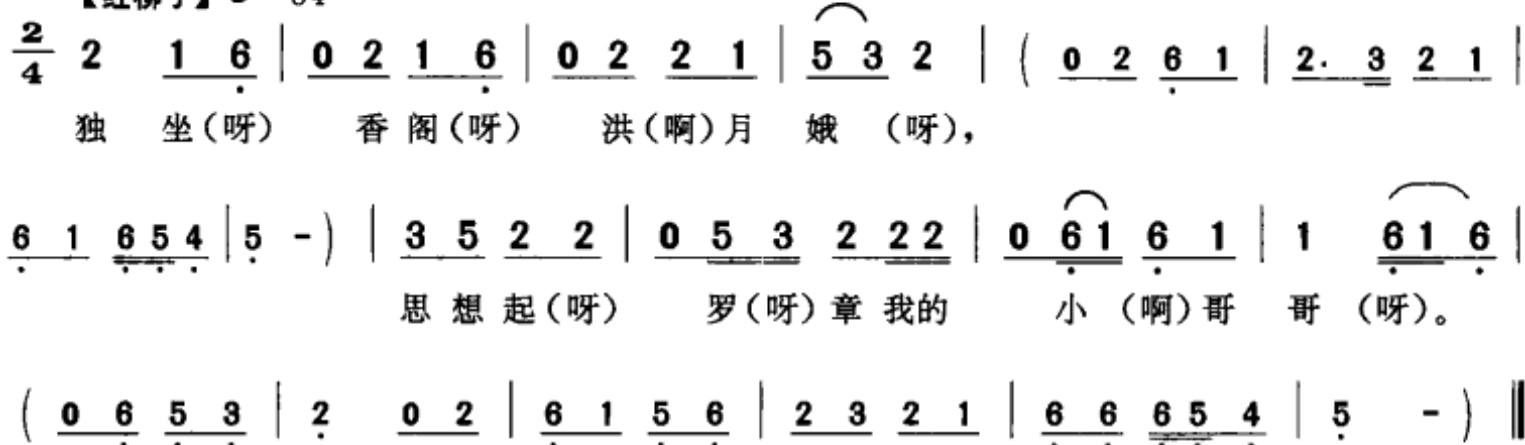 2/4 2 1 6 | 0 2 1 6 | 0 2 2 1 | 5 3 2 | ( 0 2 6 1 | 2· 3 2 1 |
独 坐(呀) 香阁(呀) 洪(啊)月 娥 (呀),
6 1 6 5 4 | 5 - ) | 3 5 2 2 | 0 5 3 2 2 2 | 0 6 1 6 1 | 1 6 1 6 |
思想起(呀) 罗(呀)章 我的 小 (啊)哥 哥 (呀)。
( 0 6 5 3 | 2 0 2 | 6 1 5 6 | 2 3 2 1 | 6 6 6 5 4 | 5 - ) ‖